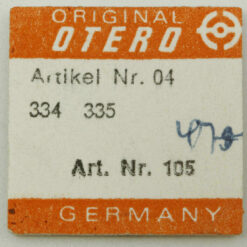 ORIGINAL
OTERO
Artikel Nr. 04
334 335
Art. Nr. 105
GERMANY